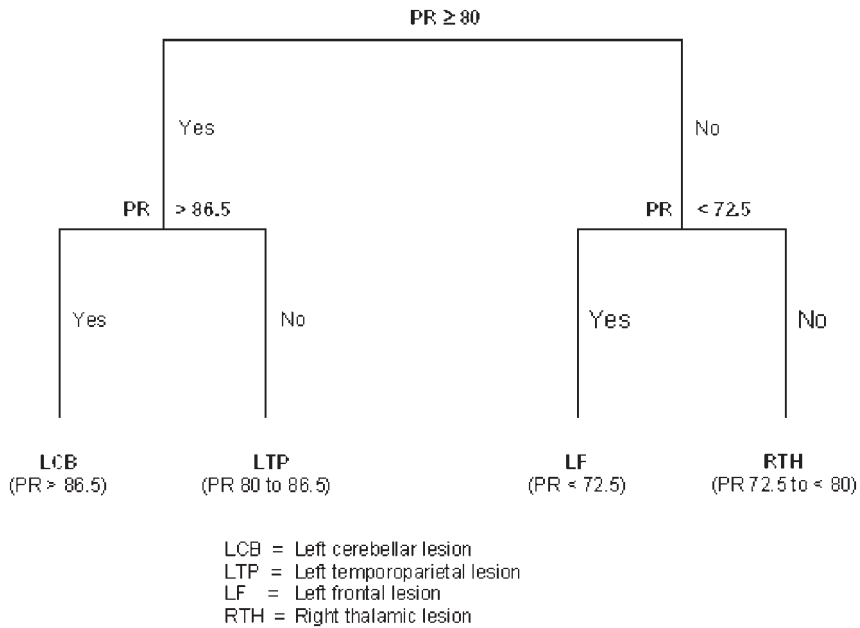 PR ≥ 80
Yes
No
PR > 86.5
PR < 72.5
Yes
No
Yes
No
LCB
LTP
LF
RTH
(PR > 86.5)
(PR 80 to 86.5)
(PR < 72.5)
(PR 72.5 to < 80)
LCB = Left cerebellar lesion
LTP = Left temporoparietal lesion
LF = Left frontal lesion
RTH = Right thalamic lesion